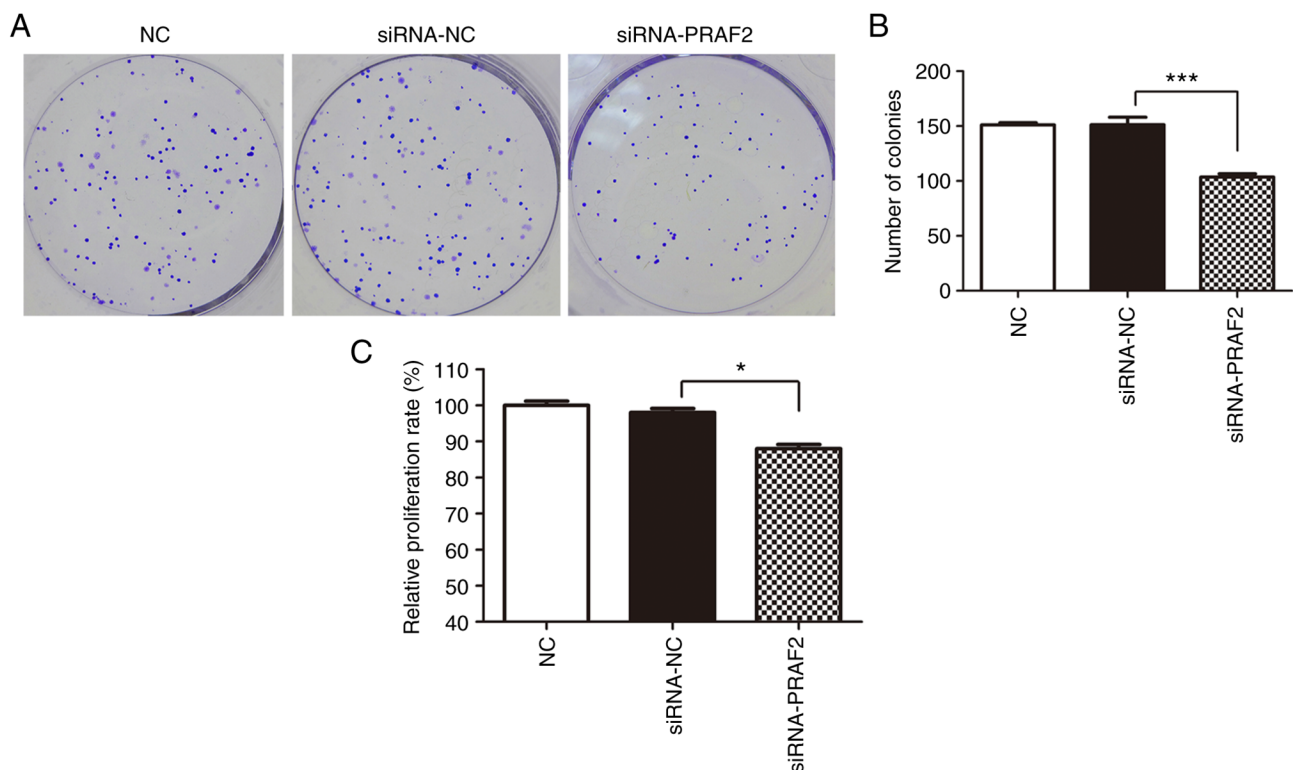 A
NC
siRNA-NC
siRNA-PRAF2
B
Number of colonies
200
150
100
50
0
***
NC
siRNA-NC
siRNA-PRAF2
C
Relative proliferation rate (%)
110
100
90
80
70
60
50
40
*
NC
siRNA-NC
siRNA-PRAF2